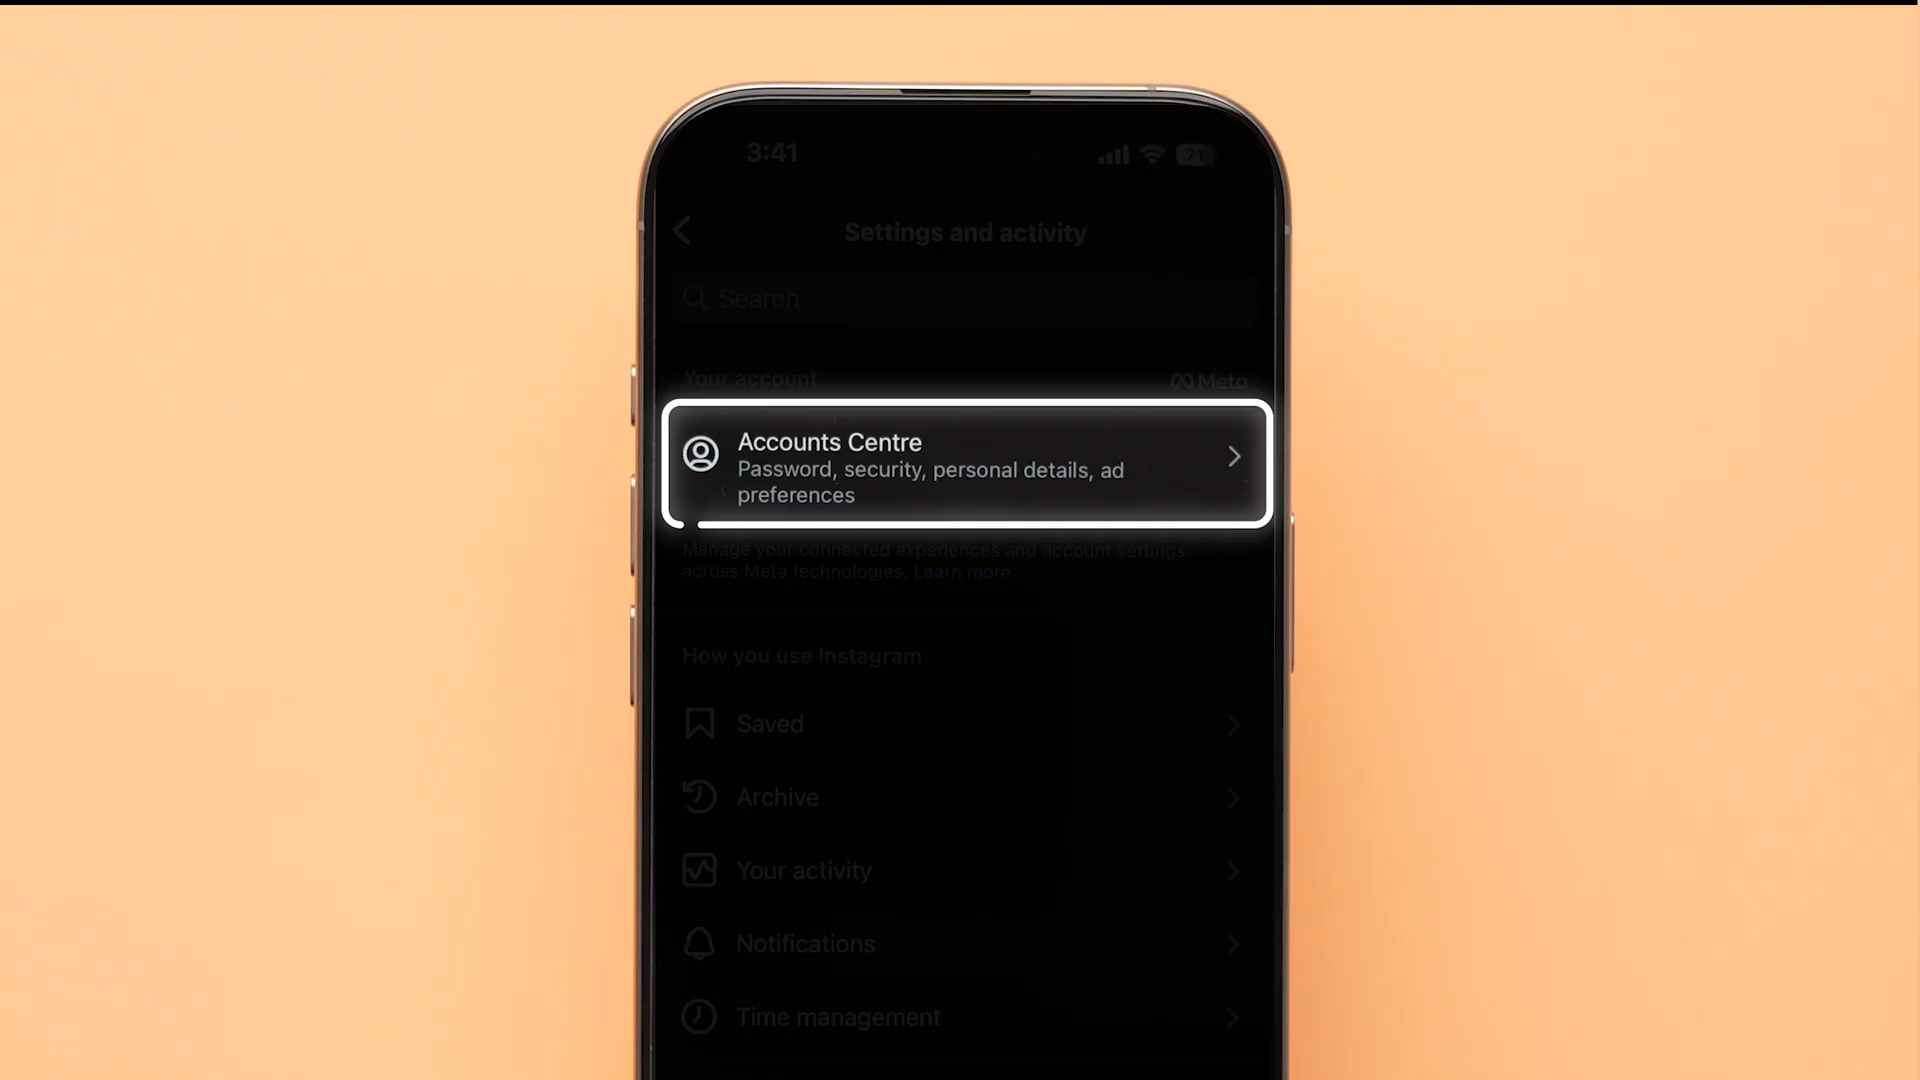 3:41
71
Settings and activity
Search
Your account
Meta
Accounts Centre
Password, security, personal details, ad
preferences
Manage your connected experiences and account settings
across Meta technologies. Learn more
How you use Instagram
Saved
Archive
Your activity
Notifications
Time management